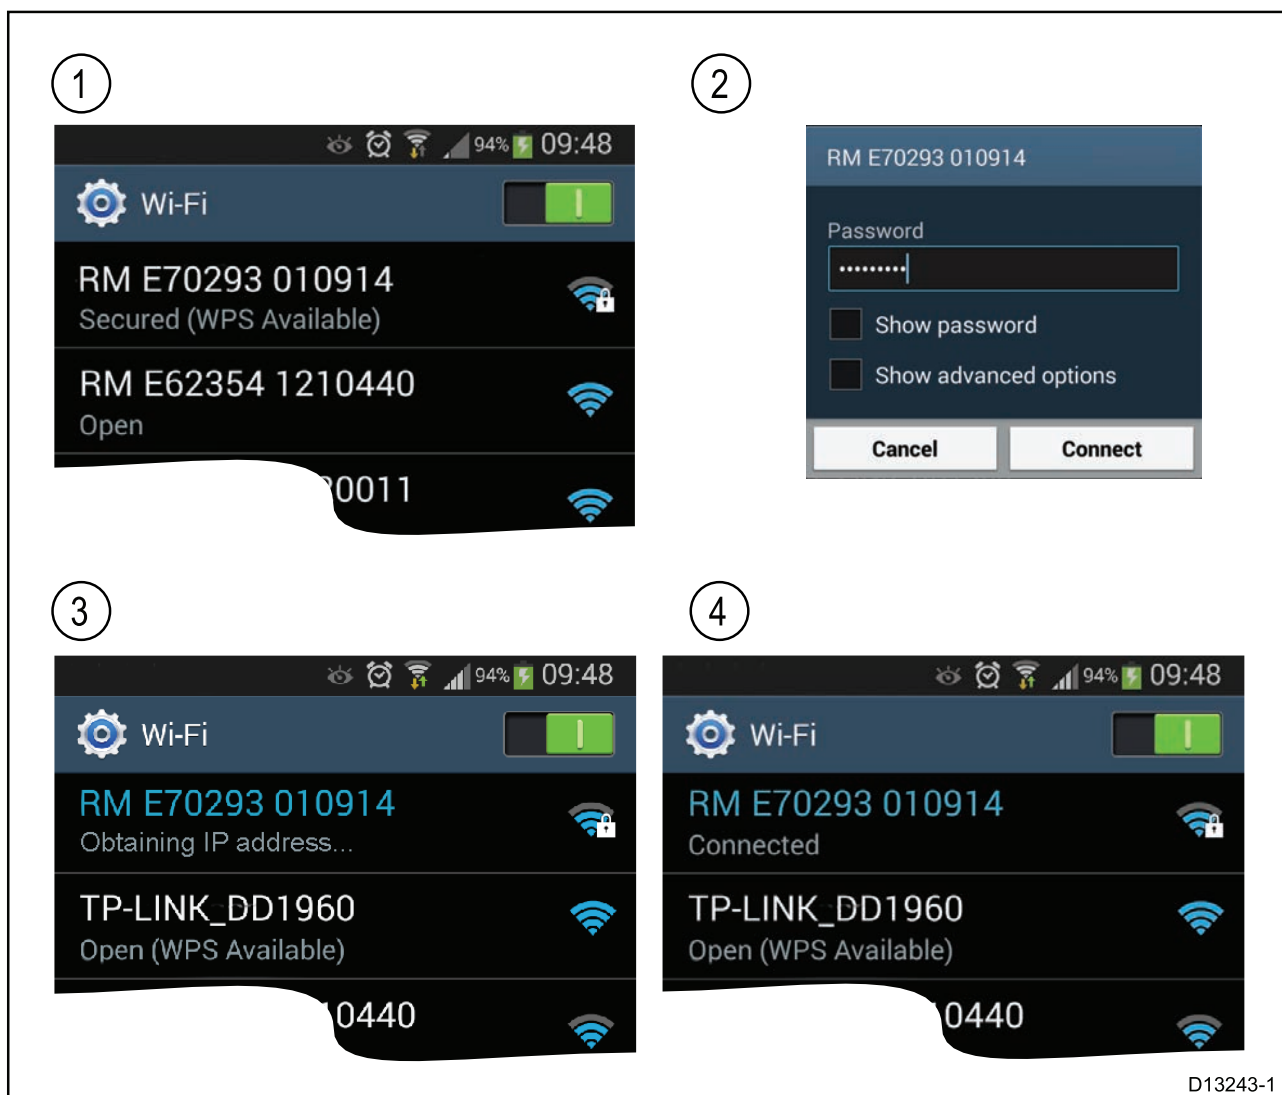 1
94% 09:48
Wi-Fi
RM E70293 010914
Secured (WPS Available)
RM E62354 1210440
Open
0011
2
RM E70293 010914
Password
•••••••••
Show password
Show advanced options
Cancel Connect
3
94% 09:48
Wi-Fi
RM E70293 010914
Obtaining IP address...
TP-LINK_DD1960
Open (WPS Available)
0440
4
94% 09:48
Wi-Fi
RM E70293 010914
Connected
TP-LINK_DD1960
Open (WPS Available)
0440
D13243-1